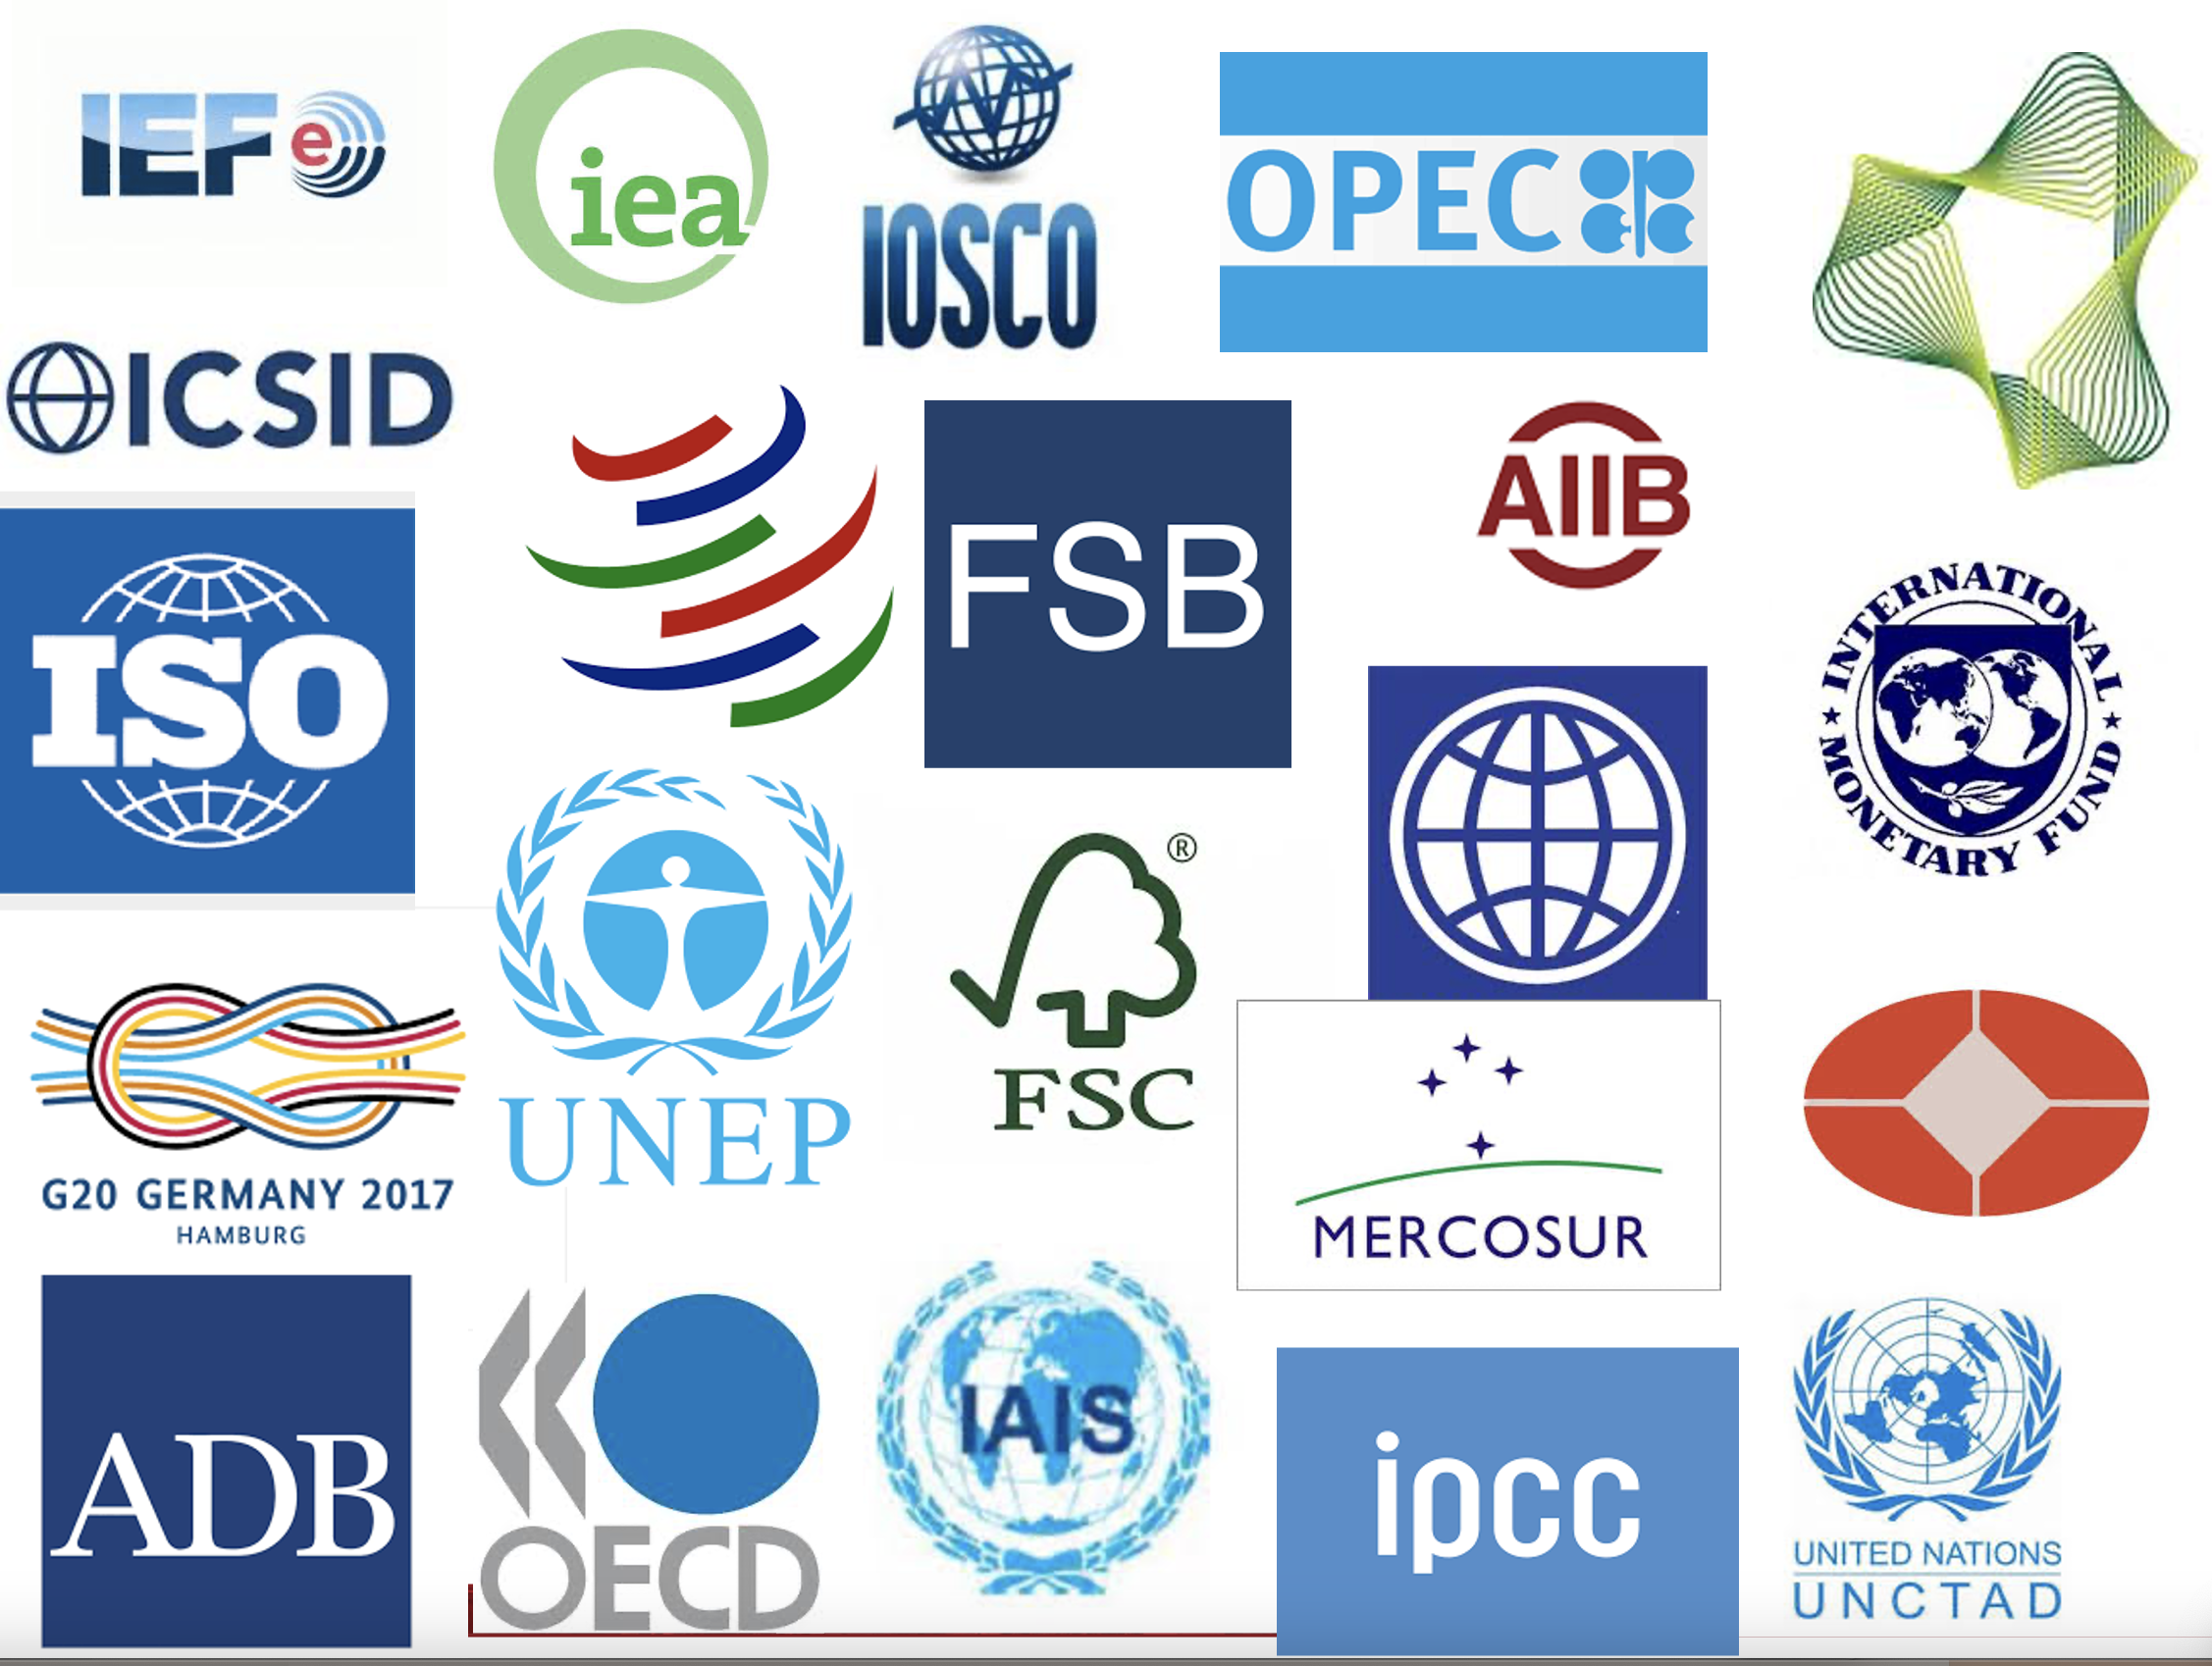 IEF e
iea
IOSCO
OPEC
ICSID
FSB
AIIB
ISO
INTERNATIONAL
MONETARY FUND
UNEP
FSC
®
MERCOSUR
G20 GERMANY 2017
HAMBURG
ADB
OECD
IAIS
ipcc
UNITED NATIONS
UNCTAD